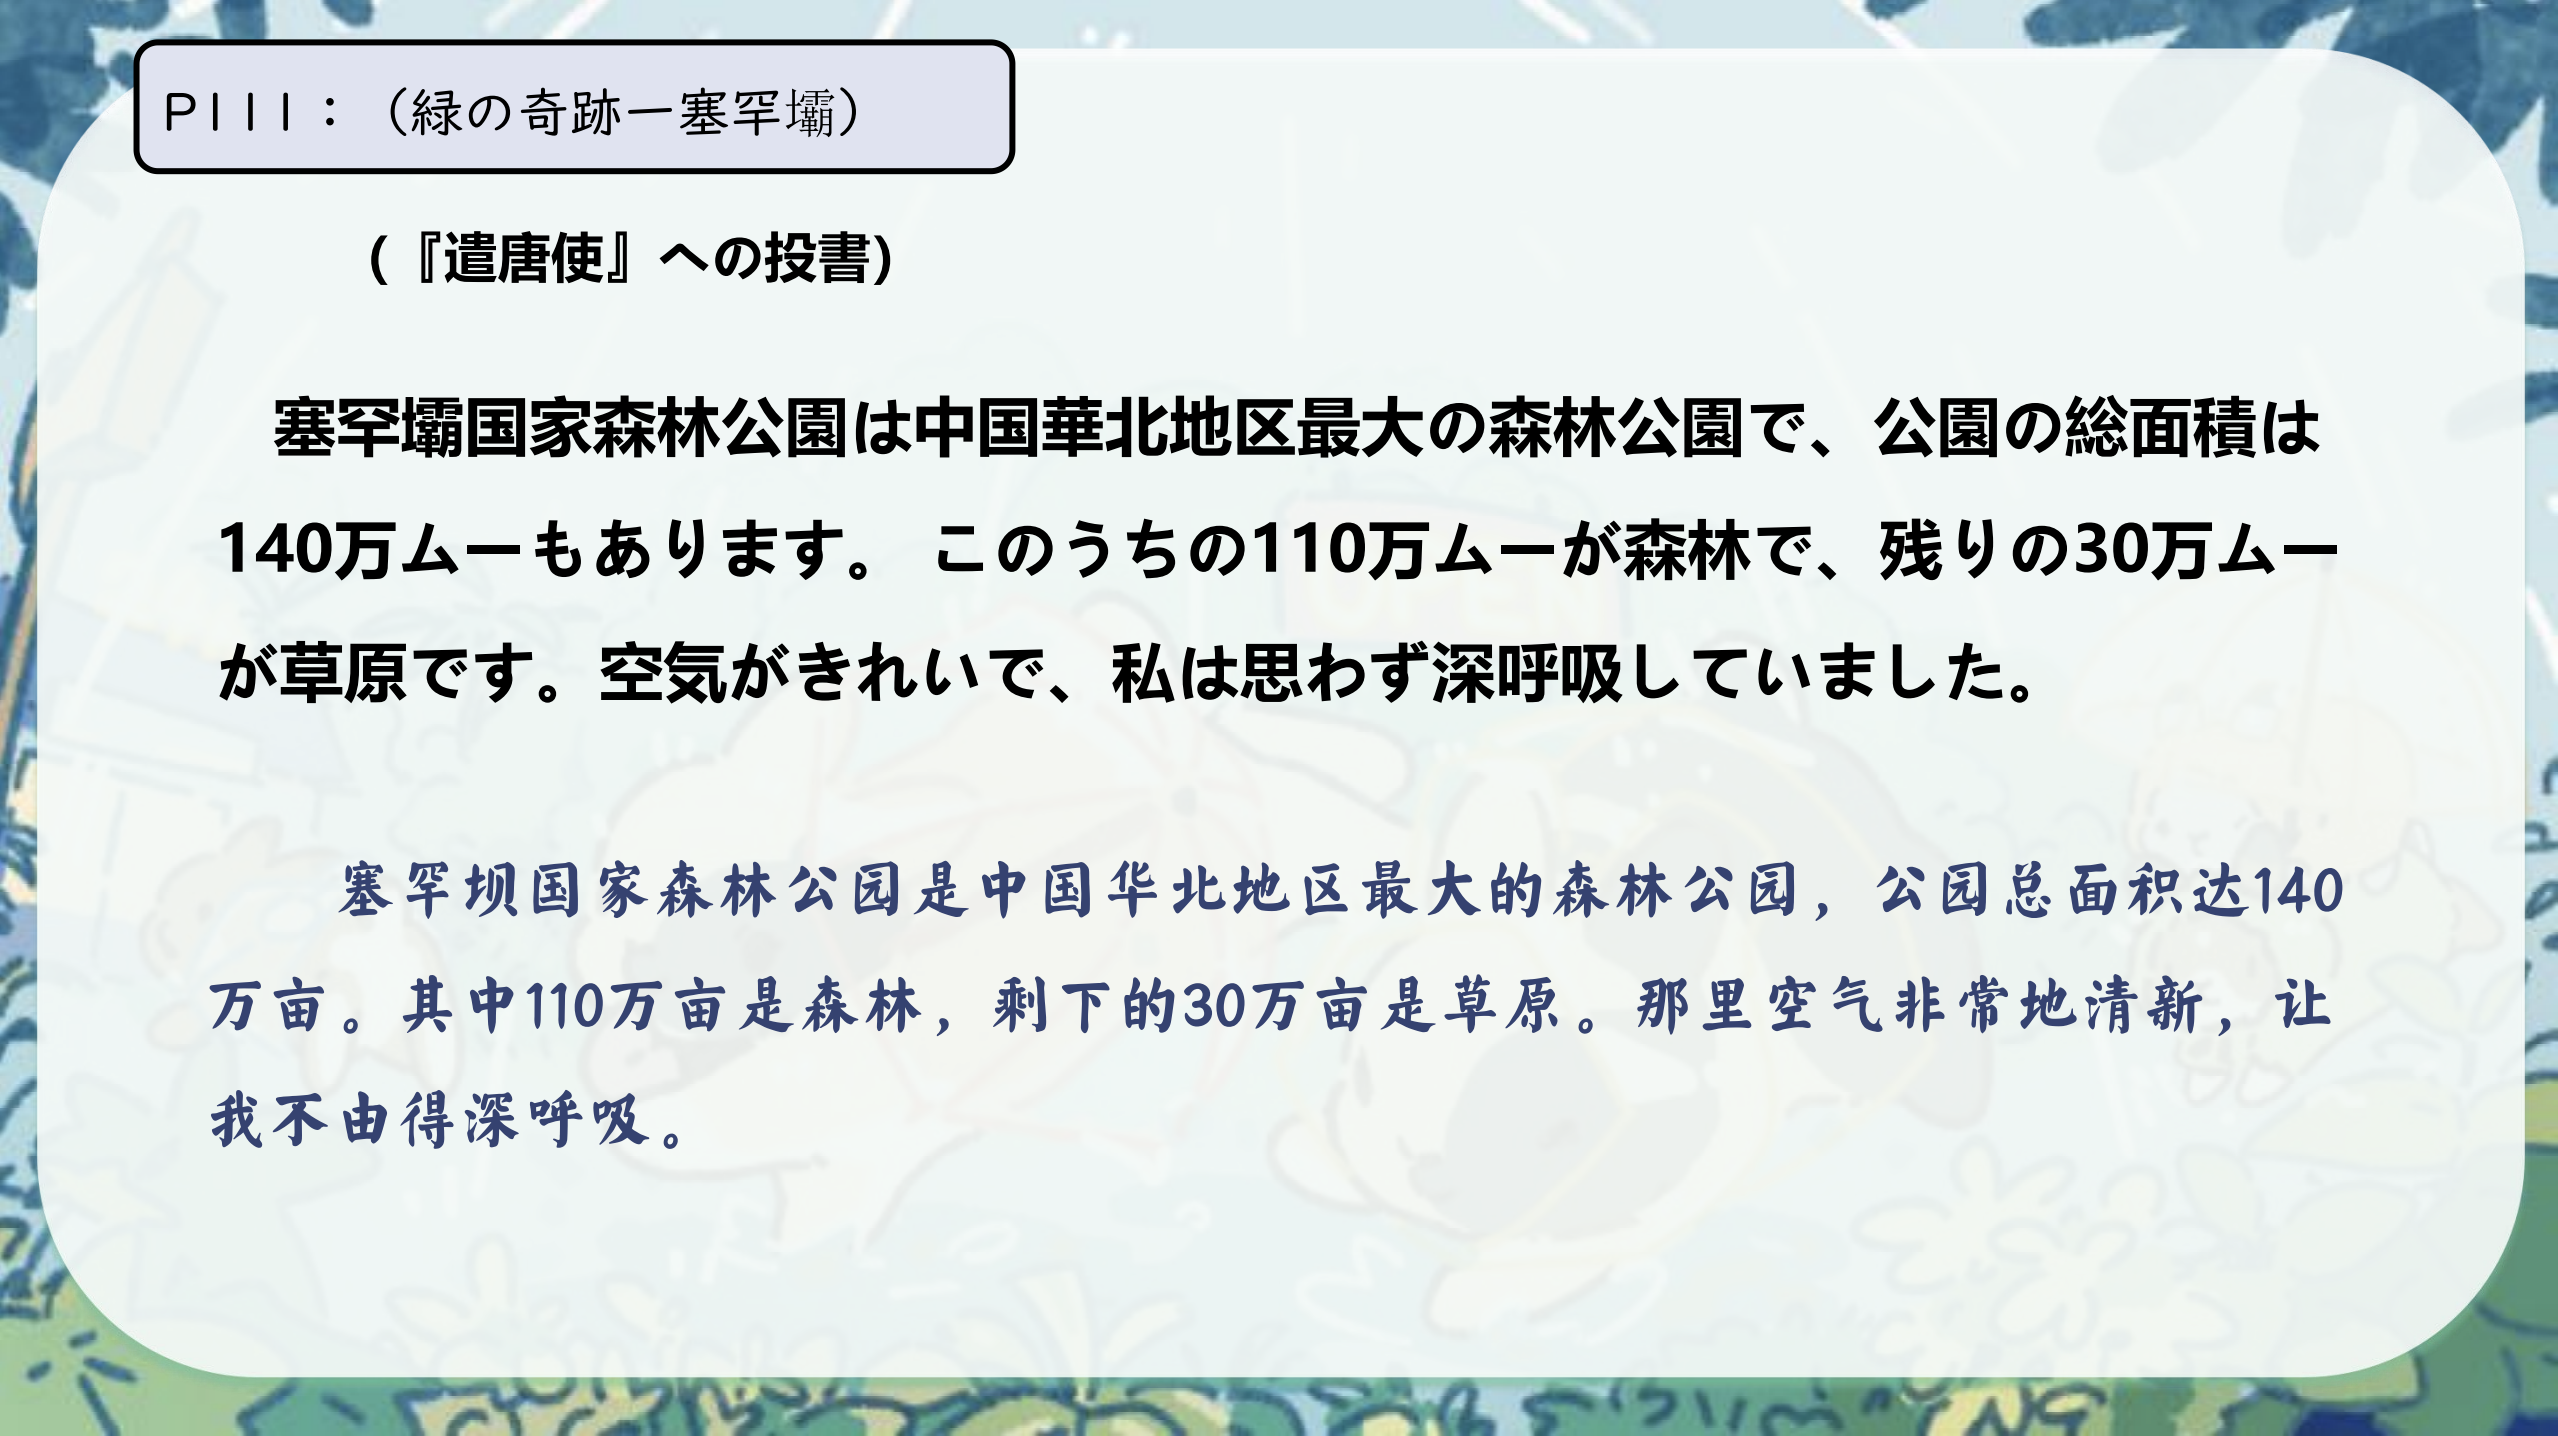 P111：（緑の奇跡ー塞罕壩）
(『遣唐使』への投書)
塞罕壩国家森林公園は中国華北地区最大の森林公園で、公園の総面積は
140万ムーもあります。 このうちの110万ムーが森林で、残りの30万ムー
が草原です。空気がきれいで、私は思わず深呼吸していました。
塞罕坝国家森林公园是中国华北地区最大的森林公园，公园总面积达140
万亩。其中110万亩是森林，剩下的30万亩是草原。那里空气非常地清新，让
我不由得深呼吸。